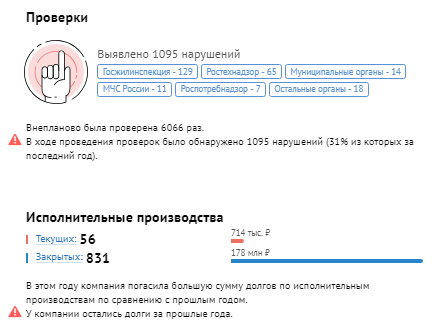 Проверки
Выявлено 1095 нарушений
Госжилинспекция - 129
Ростехнадзор - 65
Муниципальные органы - 14
МЧС России - 11
Роспотребнадзор - 7
Остальные органы - 18
Внепланово была проверена 6066 раз.
В ходе проведения проверок было обнаружено 1095 нарушений (31% из которых за
последний год).
Исполнительные производства
Текущих: 56
714 тыс. ₽
Закрытых: 831
178 млн ₽
В этом году компания погасила большую сумму долгов по исполнительным
производствам по сравнению с прошлым годом.
У компании остались долги за прошлые года.